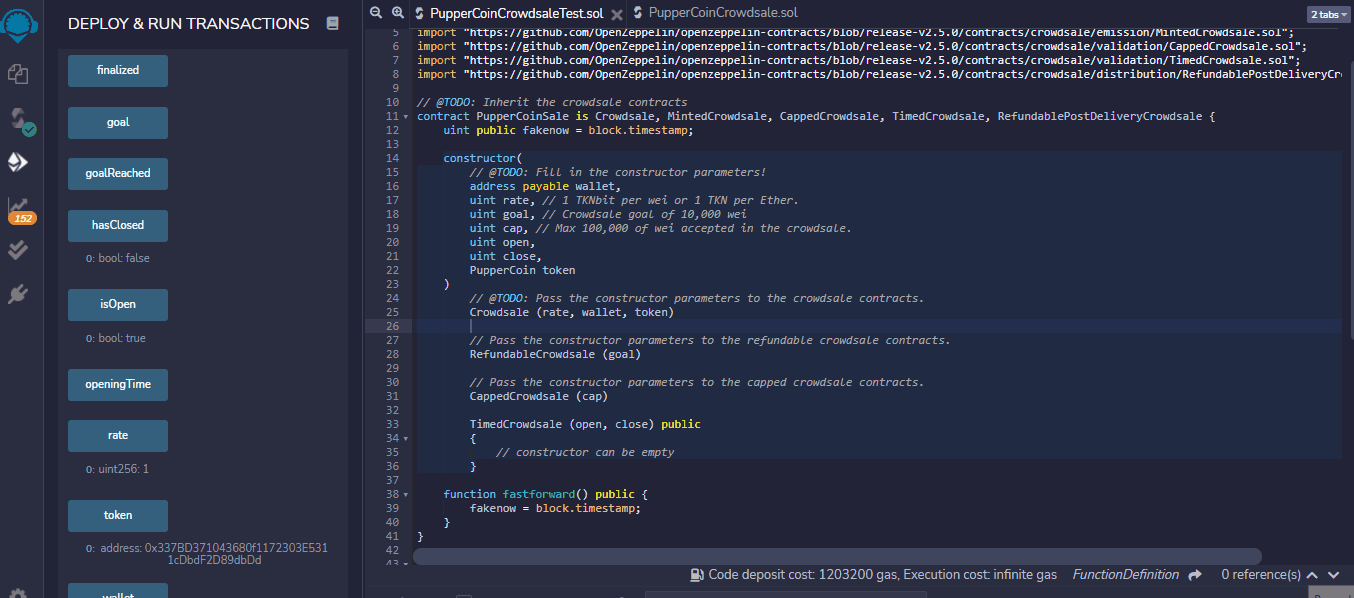 DEPLOY & RUN TRANSACTIONS
finalized
goal
goalReached
hasClosed
0: bool: false
isOpen
0: bool: true
openingTime
rate
0: uint256: 1
token
0: address: 0x337BD371043680f1172303E531
1cDbdF2D89dbDd
wallet
152
PupperCoinCrowdsaleTest.sol
PupperCoinCrowdsale.sol
2 tabs
5 import "https://github.com/OpenZeppelin/openzeppelin-contracts/blob/release-v2.5.0/contracts/crowdsale/emission/MintedCrowdsale.sol";
6 import "https://github.com/OpenZeppelin/openzeppelin-contracts/blob/release-v2.5.0/contracts/crowdsale/validation/CappedCrowdsale.sol";
7 import "https://github.com/OpenZeppelin/openzeppelin-contracts/blob/release-v2.5.0/contracts/crowdsale/validation/TimedCrowdsale.sol";
8 import "https://github.com/OpenZeppelin/openzeppelin-contracts/blob/release-v2.5.0/contracts/crowdsale/distribution/RefundablePostDeliveryCr
9
10 // @TODO: Inherit the crowdsale contracts
11 contract PupperCoinSale is Crowdsale, MintedCrowdsale, CappedCrowdsale, TimedCrowdsale, RefundablePostDeliveryCrowdsale {
12 uint public fakenow = block.timestamp;
13
14 constructor(
15 // @TODO: Fill in the constructor parameters!
16 address payable wallet,
17 uint rate, // 1 TKNbit per wei or 1 TKN per Ether.
18 uint goal, // Crowdsale goal of 10,000 wei
19 uint cap, // Max 100,000 of wei accepted in the crowdsale.
20 uint open,
21 uint close,
22 PupperCoin token
23 )
24 // @TODO: Pass the constructor parameters to the crowdsale contracts.
25 Crowdsale (rate, wallet, token)
26
27 // Pass the constructor parameters to the refundable crowdsale contracts.
28 RefundableCrowdsale (goal)
29
30 // Pass the constructor parameters to the capped crowdsale contracts.
31 CappedCrowdsale (cap)
32
33 TimedCrowdsale (open, close) public
34 {
35 // constructor can be empty
36 }
37
38 function fastforward() public {
39 fakenow = block.timestamp;
40 }
41 }
42
43
Code deposit cost: 1203200 gas, Execution cost: infinite gas FunctionDefinition 0 reference(s)